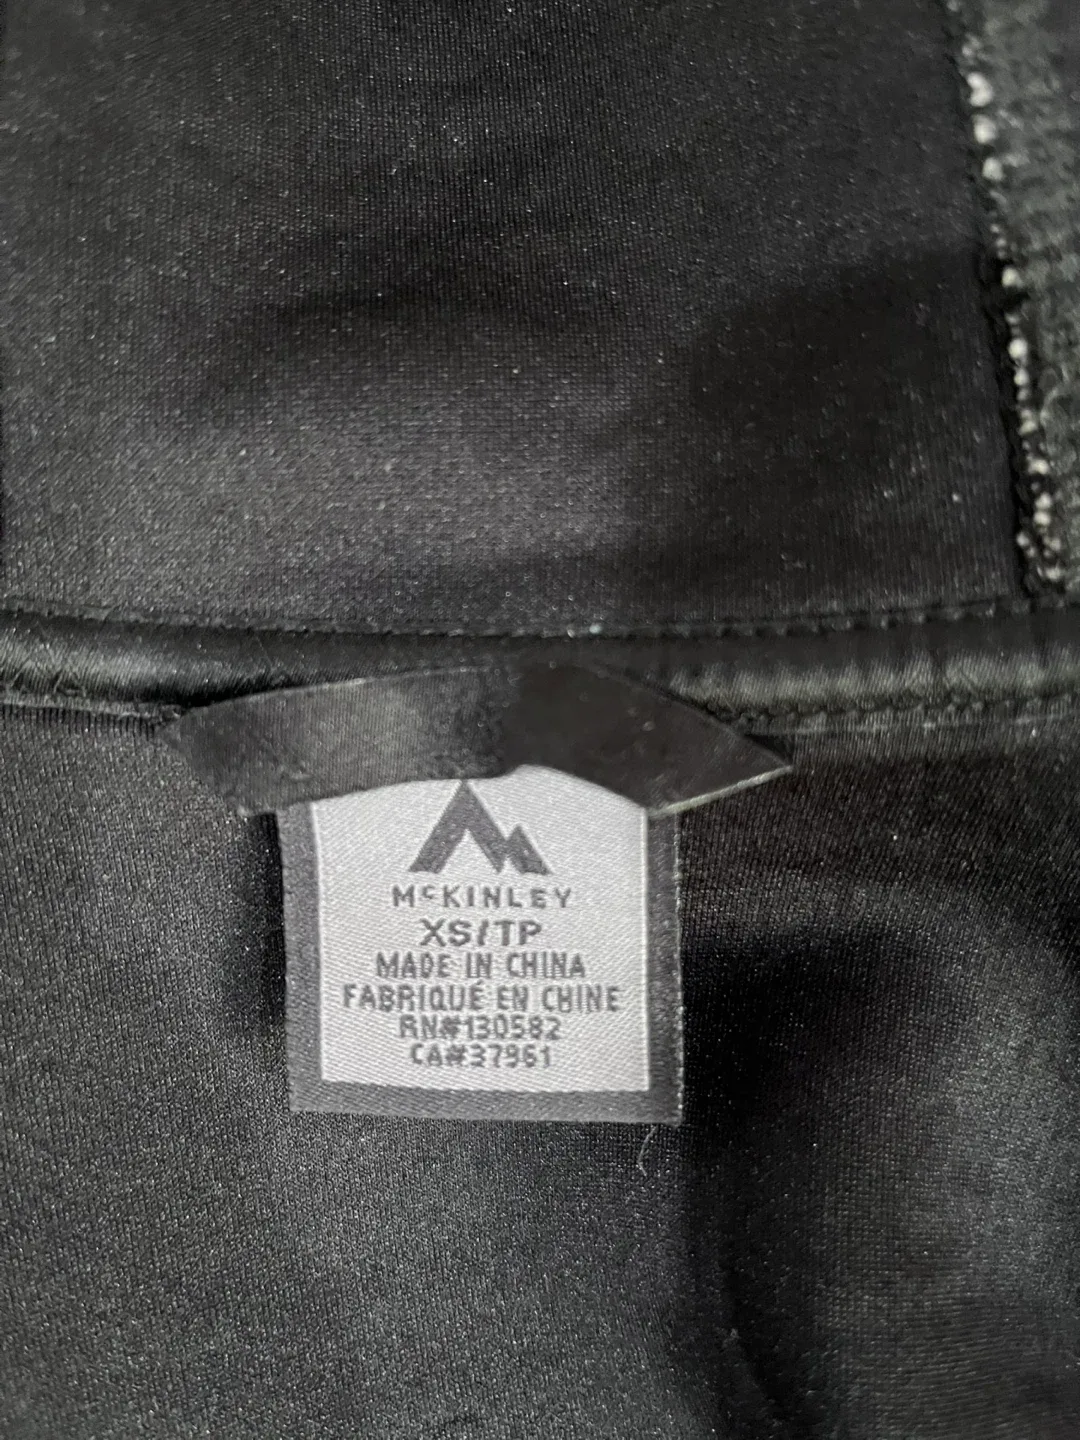 McKINLEY
XS/TP
MADE IN CHINA
FABRIQUÉ EN CHINE
RN#130582
CA#37961